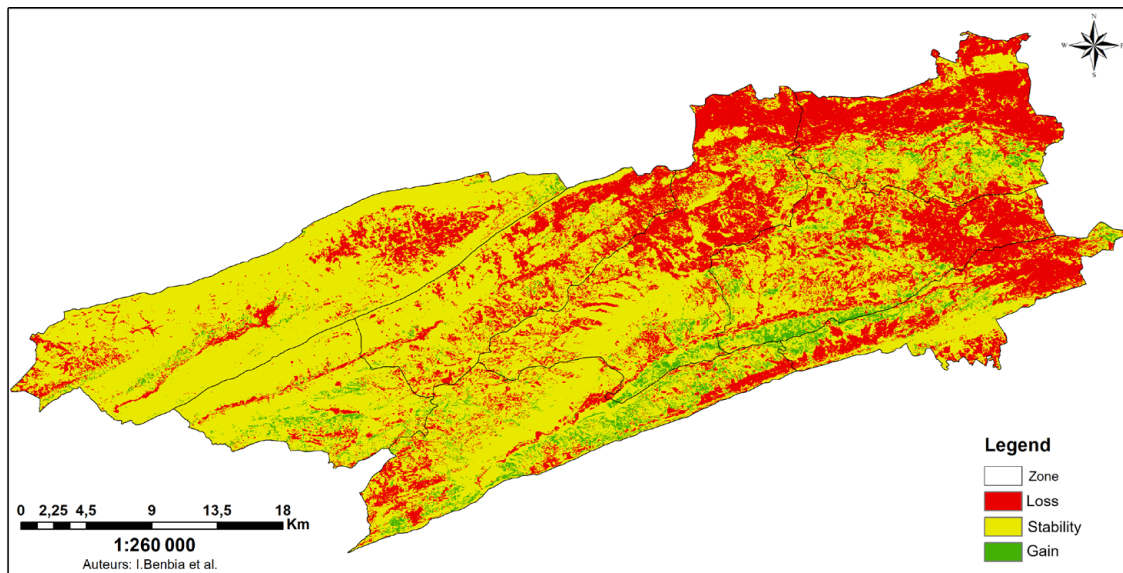 N
W E
S
Legend
Zone
Loss
Stability
Gain
0 2,25 4,5 9 13,5 18
Km
1:260 000
Auteurs: I.Benbia et al.